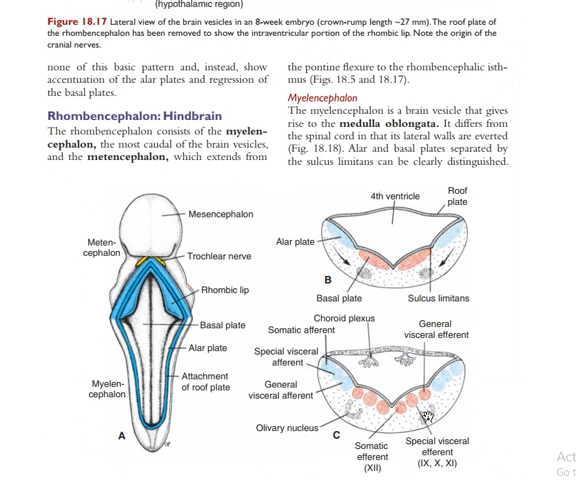 (hypothalamic region)
Figure 18.17 Lateral view of the brain vesicles in an 8-week embryo (crown-rump length ~27 mm). The roof plate of
the rhombencephalon has been removed to show the intraventricular portion of the rhombic lip. Note the origin of the
cranial nerves.
none of this basic pattern and, instead, show
accentuation of the alar plates and regression of
the basal plates.
Rhombencephalon: Hindbrain
The rhombencephalon consists of the myelen-
cephalon, the most caudal of the brain vesicles,
and the metencephalon, which extends from
the pontine flexure to the rhombencephalic isth-
mus (Figs. 18.5 and 18.17).
Myelencephalon
The myelencephalon is a brain vesicle that gives
rise to the medulla oblongata. It differs from
the spinal cord in that its lateral walls are everted
(Fig. 18.18). Alar and basal plates separated by
the sulcus limitans can be clearly distinguished.
Mesencephalon
Meten-
cephalon
Trochlear nerve
Rhombic lip
Basal plate
Alar plate
Attachment
of roof plate
Myelen-
cephalon
A
4th ventricle
Roof
plate
Alar plate
B
Basal plate
Sulcus limitans
Choroid plexus
Somatic afferent
General
visceral efferent
Special visceral
afferent
General
visceral afferent
Olivary nucleus
C
Somatic
efferent
(XII)
Special visceral
efferent
(IX, X, XI)
Act
Go t